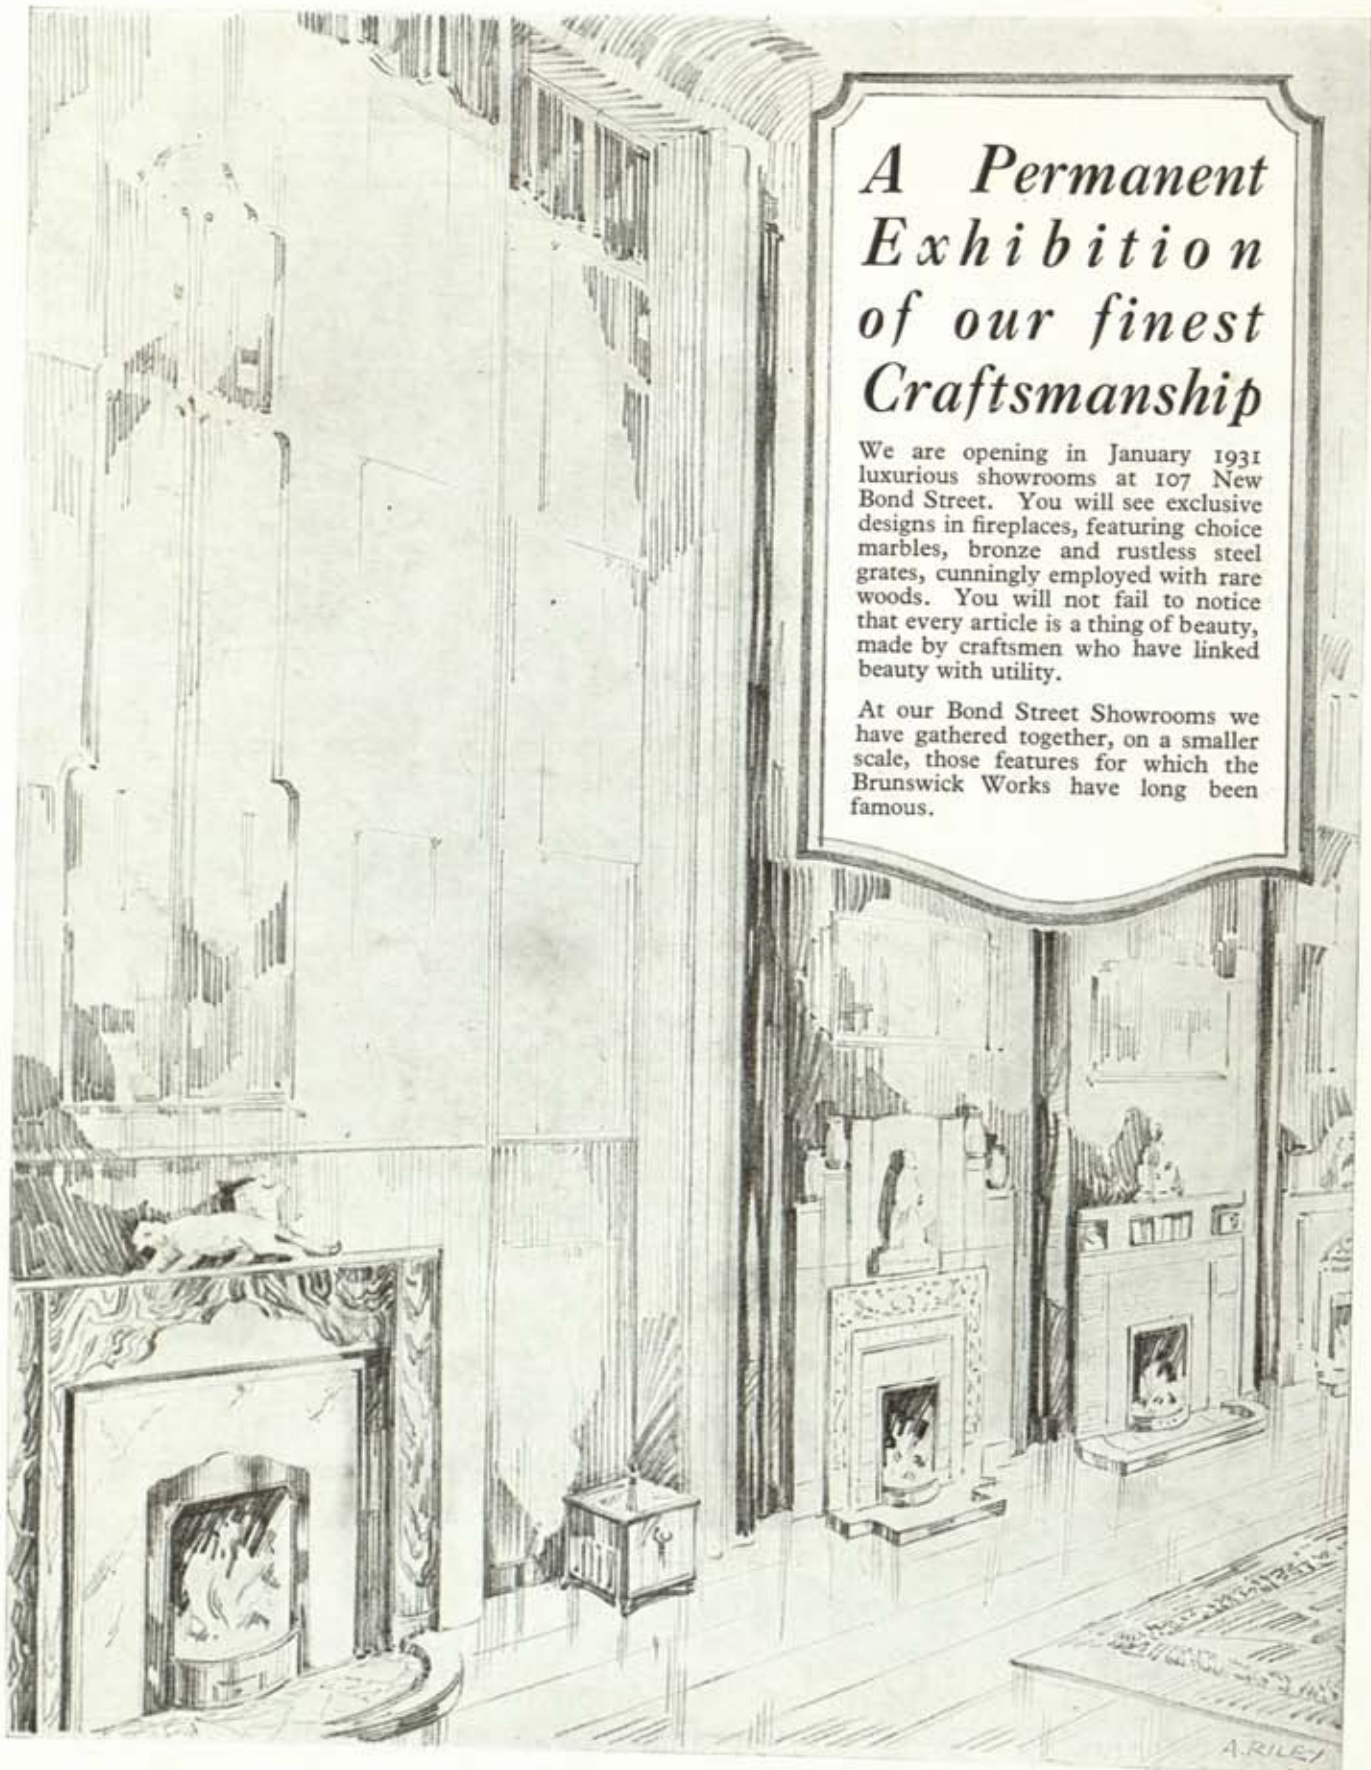 A Permanent
Exhibition
of our finest
Craftsmanship
We are opening in January 1931
luxurious showrooms at 107 New
Bond Street. You will see exclusive
designs in fireplaces, featuring choice
marbles, bronze and rustless steel
grates, cunningly employed with rare
woods. You will not fail to notice
that every article is a thing of beauty,
made by craftsmen who have linked
beauty with utility.
At our Bond Street Showrooms we
have gathered together, on a smaller
scale, those features for which the
Brunswick Works have long been
famous.
A. RILEY